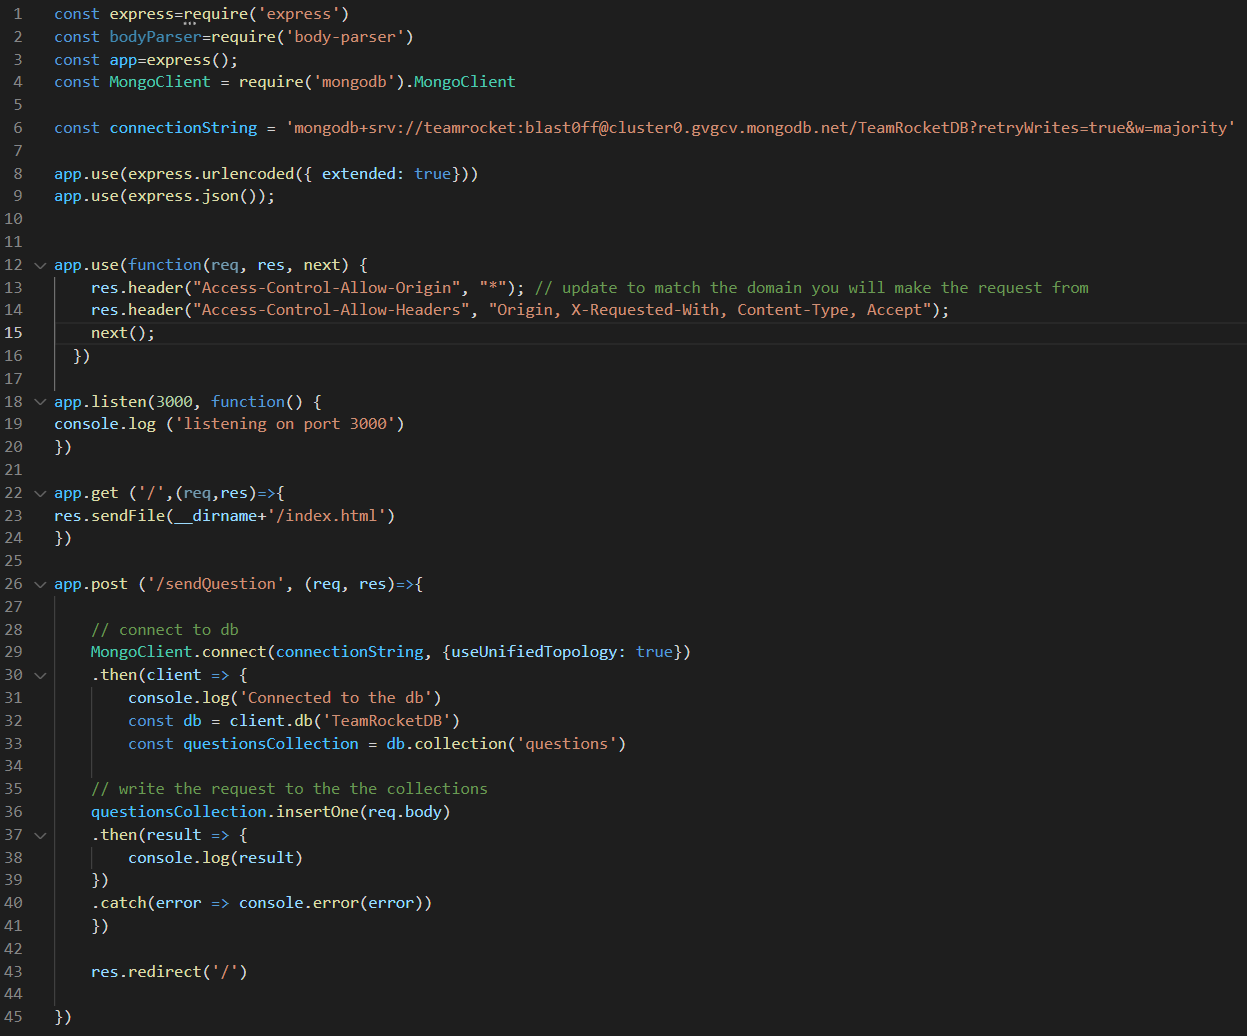 1 const express=require('express')
2 const bodyParser=require('body-parser')
3 const app=express();
4 const MongoClient = require('mongodb').MongoClient
5
6 const connectionString = 'mongodb+srv://teamrocket:blast0ff@cluster0.gvgcv.mongodb.net/TeamRocketDB?retryWrites=true&w=majority'
7
8 app.use(express.urlencoded({ extended: true}))
9 app.use(express.json());
10
11
12 app.use(function(req, res, next) {
13 res.header("Access-Control-Allow-Origin", "*"); // update to match the domain you will make the request from
14 res.header("Access-Control-Allow-Headers", "Origin, X-Requested-With, Content-Type, Accept");
15 next();
16 })
17
18 app.listen(3000, function() {
19 console.log ('listening on port 3000')
20 })
21
22 app.get ('/',(req,res)=>{
23 res.sendFile(__dirname+'/index.html')
24 })
25
26 app.post ('/sendQuestion', (req, res)=>{
27
28 // connect to db
29 MongoClient.connect(connectionString, {useUnifiedTopology: true})
30 .then(client => {
31 console.log('Connected to the db')
32 const db = client.db('TeamRocketDB')
33 const questionsCollection = db.collection('questions')
34
35 // write the request to the the collections
36 questionsCollection.insertOne(req.body)
37 .then(result => {
38 console.log(result)
39 })
40 .catch(error => console.error(error))
41 })
42
43 res.redirect('/')
44
45 })